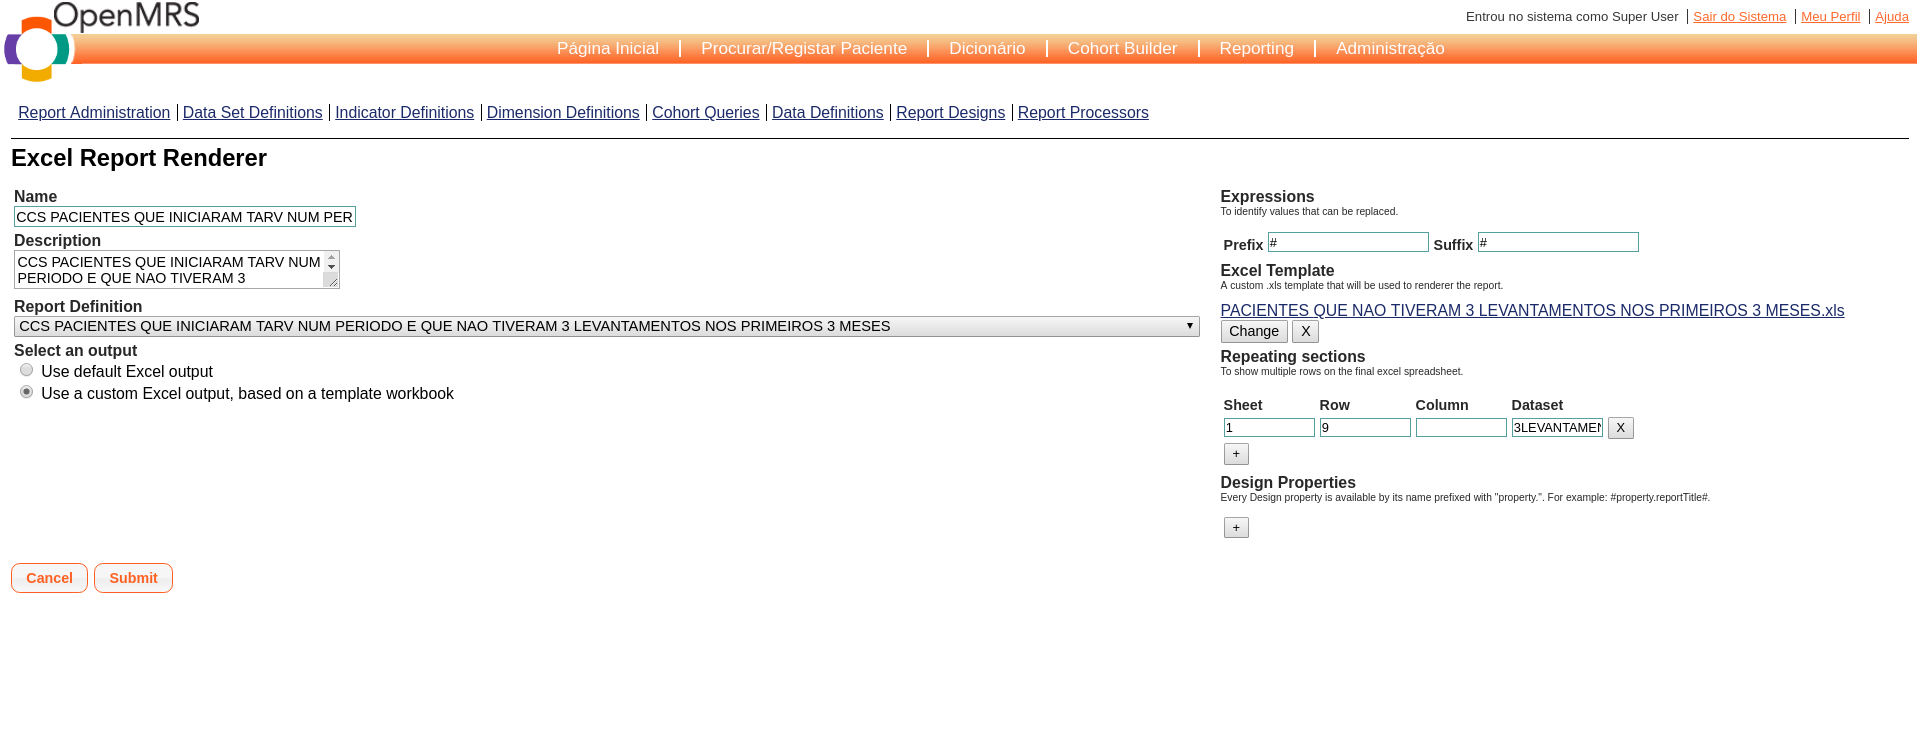 OpenMRS
Entrou no sistema como Super User Sair do Sistema Meu Perfil Ajuda
Página Inicial Procurar/Registar Paciente Dicionário Cohort Builder Reporting Administração
Report Administration Data Set Definitions Indicator Definitions Dimension Definitions Cohort Queries Data Definitions Report Designs Report Processors
Excel Report Renderer
Name
CCS PACIENTES QUE INICIARAM TARV NUM PER
Description
CCS PACIENTES QUE INICIARAM TARV NUM
PERIODO E QUE NAO TIVERAM 3
Report Definition
CCS PACIENTES QUE INICIARAM TARV NUM PERIODO E QUE NAO TIVERAM 3 LEVANTAMENTOS NOS PRIMEIROS 3 MESES
Select an output
Use default Excel output
Use a custom Excel output, based on a template workbook
Expressions
To identify values that can be replaced.
Prefix # Suffix #
Excel Template
A custom .xls template that will be used to renderer the report.
PACIENTES QUE NAO TIVERAM 3 LEVANTAMENTOS NOS PRIMEIROS 3 MESES.xls
Change X
Repeating sections
To show multiple rows on the final excel spreadsheet.
Sheet Row Column Dataset
1 9 3LEVANTAMEN X
+
Design Properties
Every Design property is available by its name prefixed with "property.". For example: #property.reportTitle#.
+
Cancel Submit